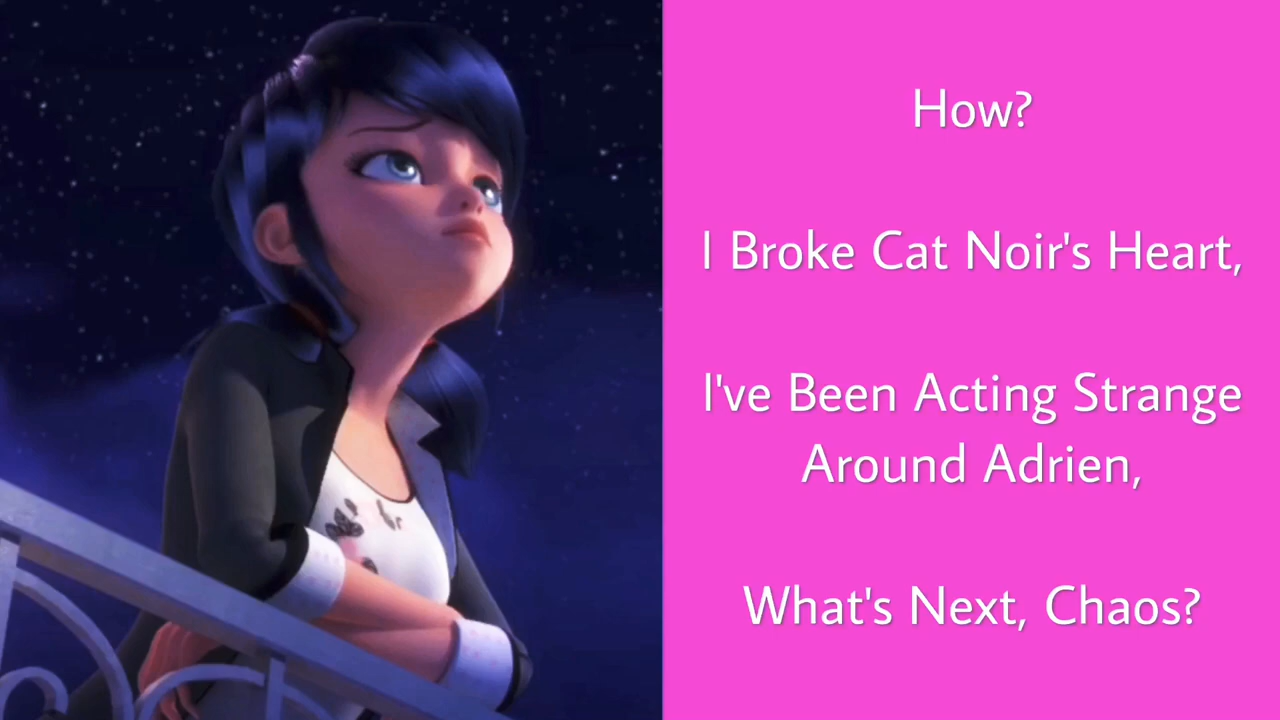 How?
I Broke Cat Noir's Heart,
I've Been Acting Strange
Around Adrien,
What's Next, Chaos?